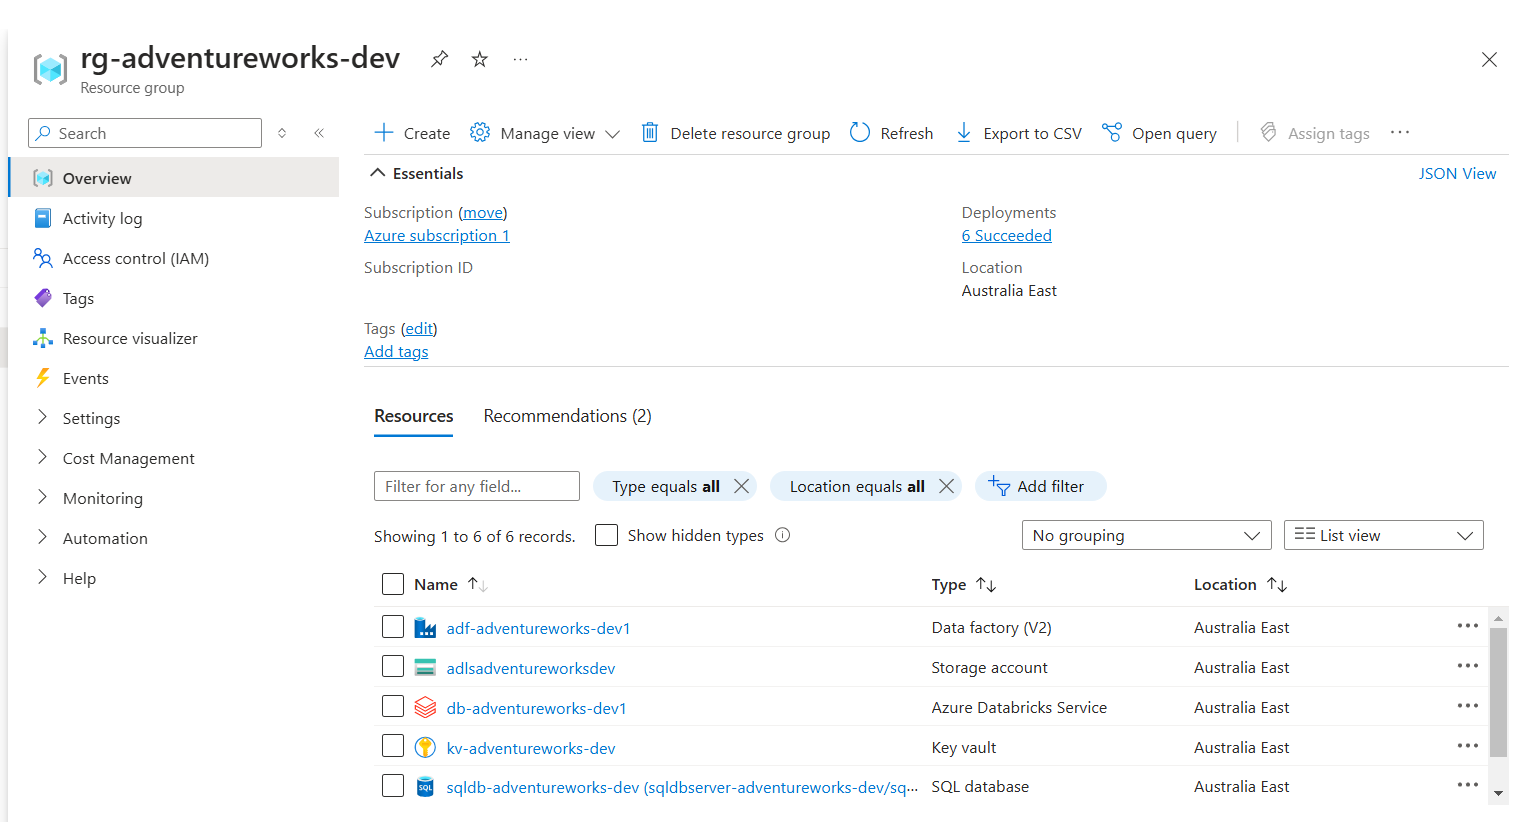 rg-adventureworks-dev
Resource group
Search
Overview
Activity log
Access control (IAM)
Tags
Resource visualizer
Events
Settings
Cost Management
Monitoring
Automation
Help
Create Manage view Delete resource group Refresh Export to CSV Open query Assign tags
Essentials JSON View
Subscription (move)
Azure subscription 1
Subscription ID
Deployments
6 Succeeded
Location
Australia East
Tags (edit)
Add tags
Resources Recommendations (2)
Filter for any field... Type equals all Location equals all Add filter
Showing 1 to 6 of 6 records. Show hidden types No grouping List view
Name Type Location
adf-adventureworks-dev1 Data factory (V2) Australia East
adlsadventureworksdev Storage account Australia East
db-adventureworks-dev1 Azure Databricks Service Australia East
kv-adventureworks-dev Key vault Australia East
SQL sqldb-adventureworks-dev (sqldbserver-adventureworks-dev/sq... SQL database Australia East